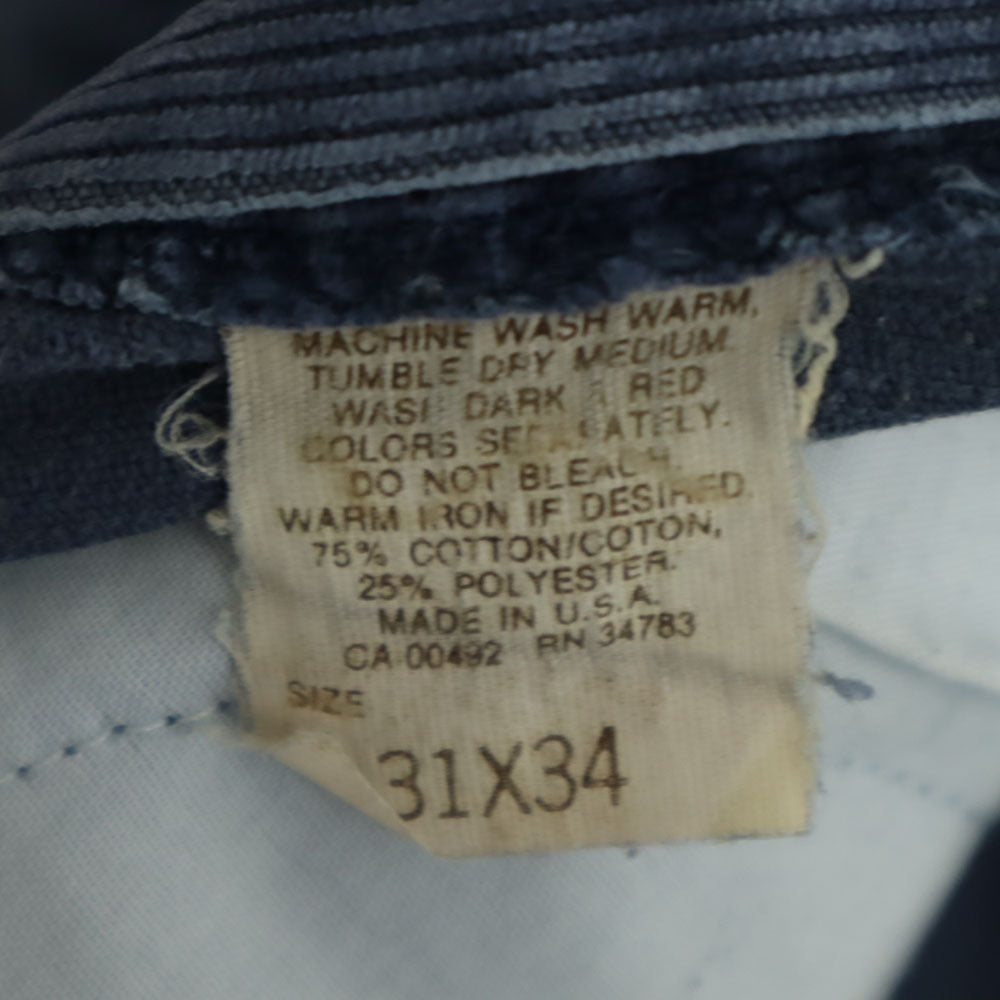 MACHINE WASH WARM,
TUMBLE DRY MEDIUM.
WASH DARK & RED
COLORS SEPARATELY.
DO NOT BLEACH.
WARM IRON IF DESIRED.
75% COTTON/COTON,
25% POLYESTER.
MADE IN U.S.A.
CA 00492 RN 34783
SIZE
31X34